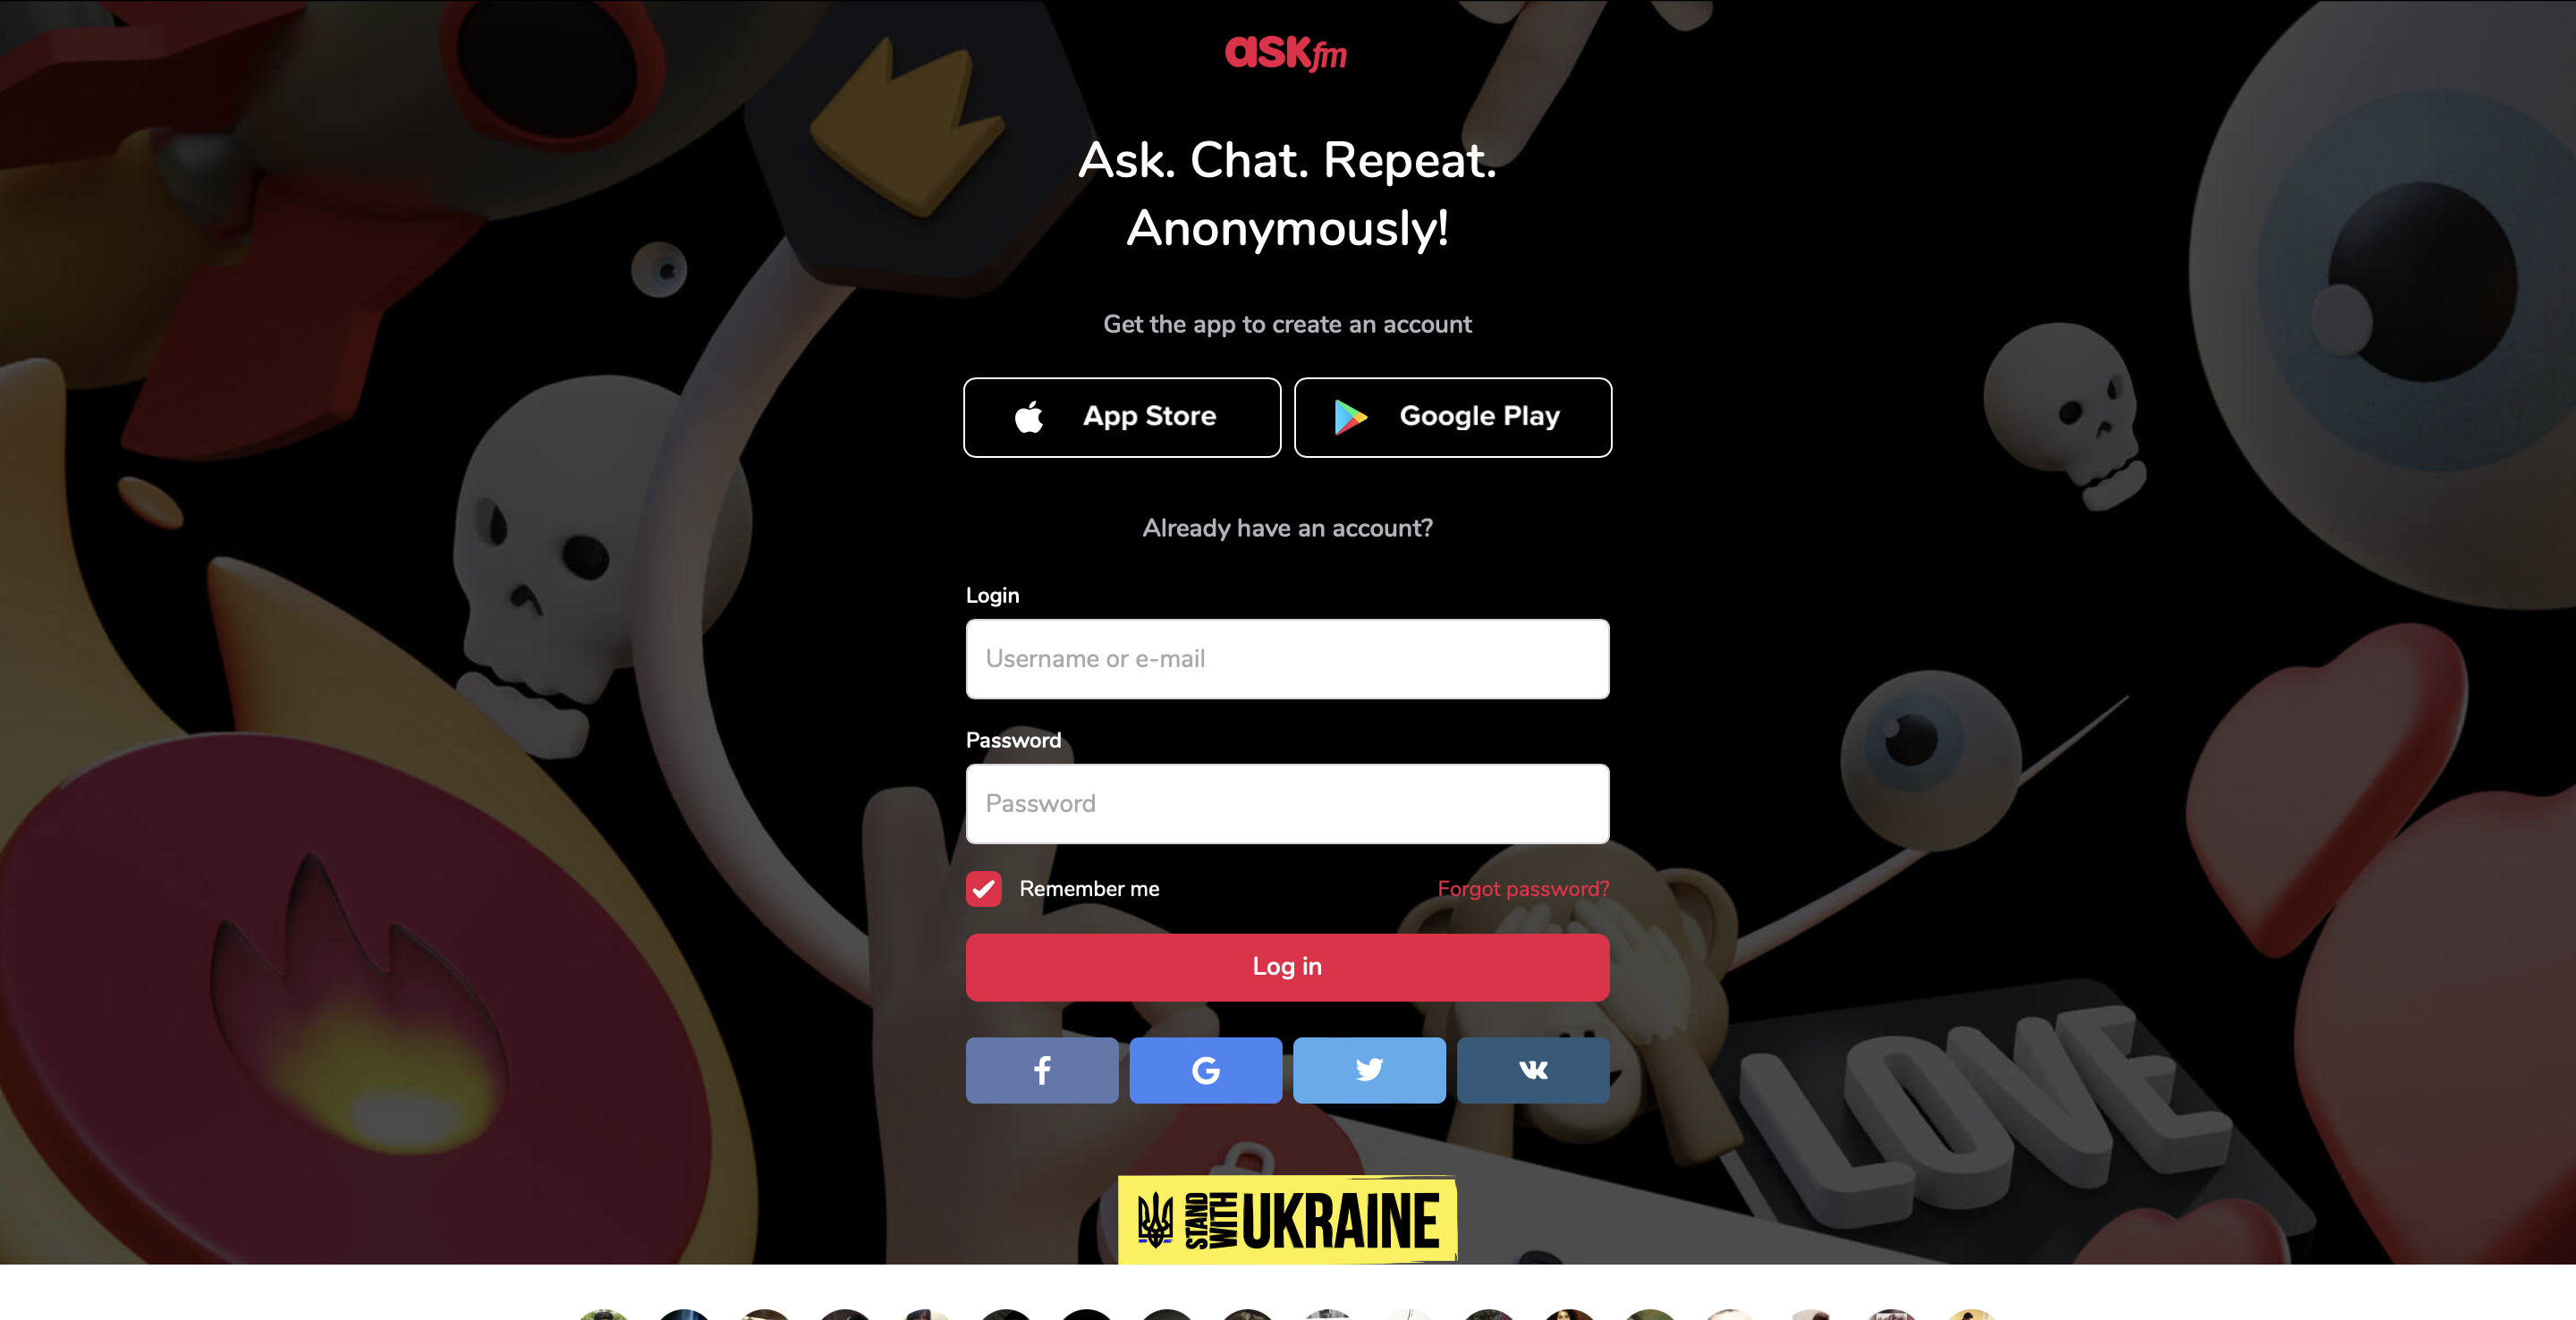 askfm
Ask. Chat. Repeat.
Anonymously!
Get the app to create an account
App Store
Google Play
Already have an account?
Login
Username or e-mail
Password
Password
Remember me
Forgot password?
Log in
LOVE
STAND WITH UKRAINE